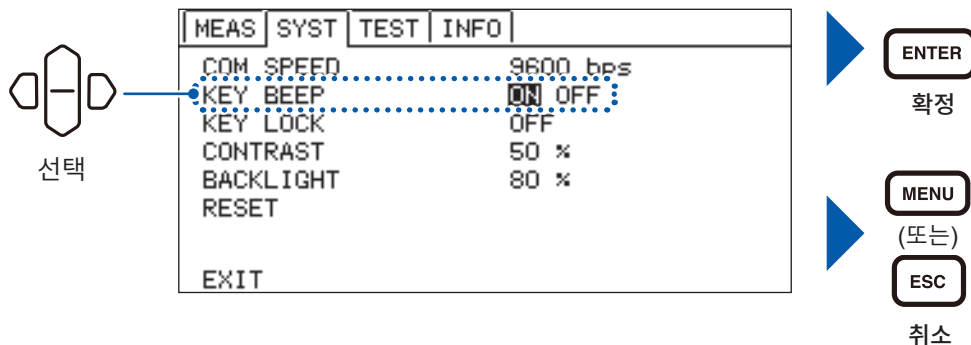 MEAS SYST TEST INFO
COM SPEED 9600 bps
KEY BEEP ON OFF
KEY LOCK OFF
CONTRAST 50 %
BACKLIGHT 80 %
RESET
EXIT
선택
ENTER
확정
MENU
(또는)
ESC
취소